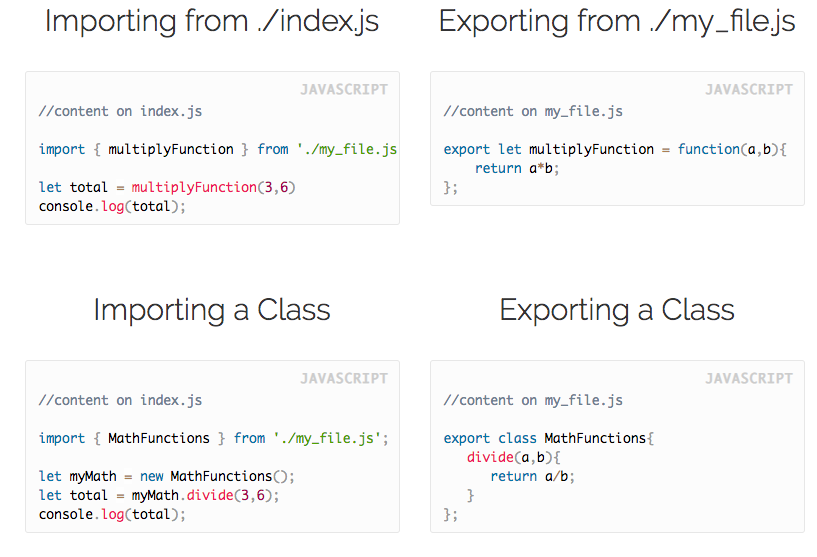 Importing from ./index.js
JAVASCRIPT
//content on index.js
import { multiplyFunction } from './my_file.js
let total = multiplyFunction(3,6)
console.log(total);
Exporting from ./my_file.js
JAVASCRIPT
//content on my_file.js
export let multiplyFunction = function(a,b){
    return a*b;
};
Importing a Class
JAVASCRIPT
//content on index.js
import { MathFunctions } from './my_file.js';
let myMath = new MathFunctions();
let total = myMath.divide(3,6);
console.log(total);
Exporting a Class
JAVASCRIPT
//content on my_file.js
export class MathFunctions{
   divide(a,b){
      return a/b;
   }
};